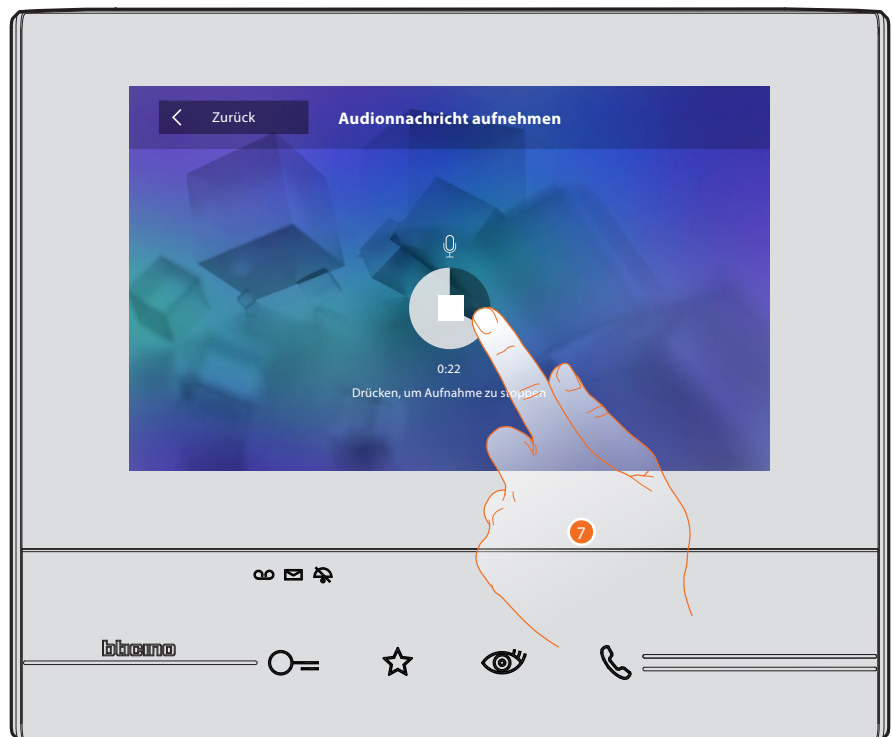 Zurück
Audionnachricht aufnehmen
0:22
Drücken, um Aufnahme zu stoppen
7
bticino